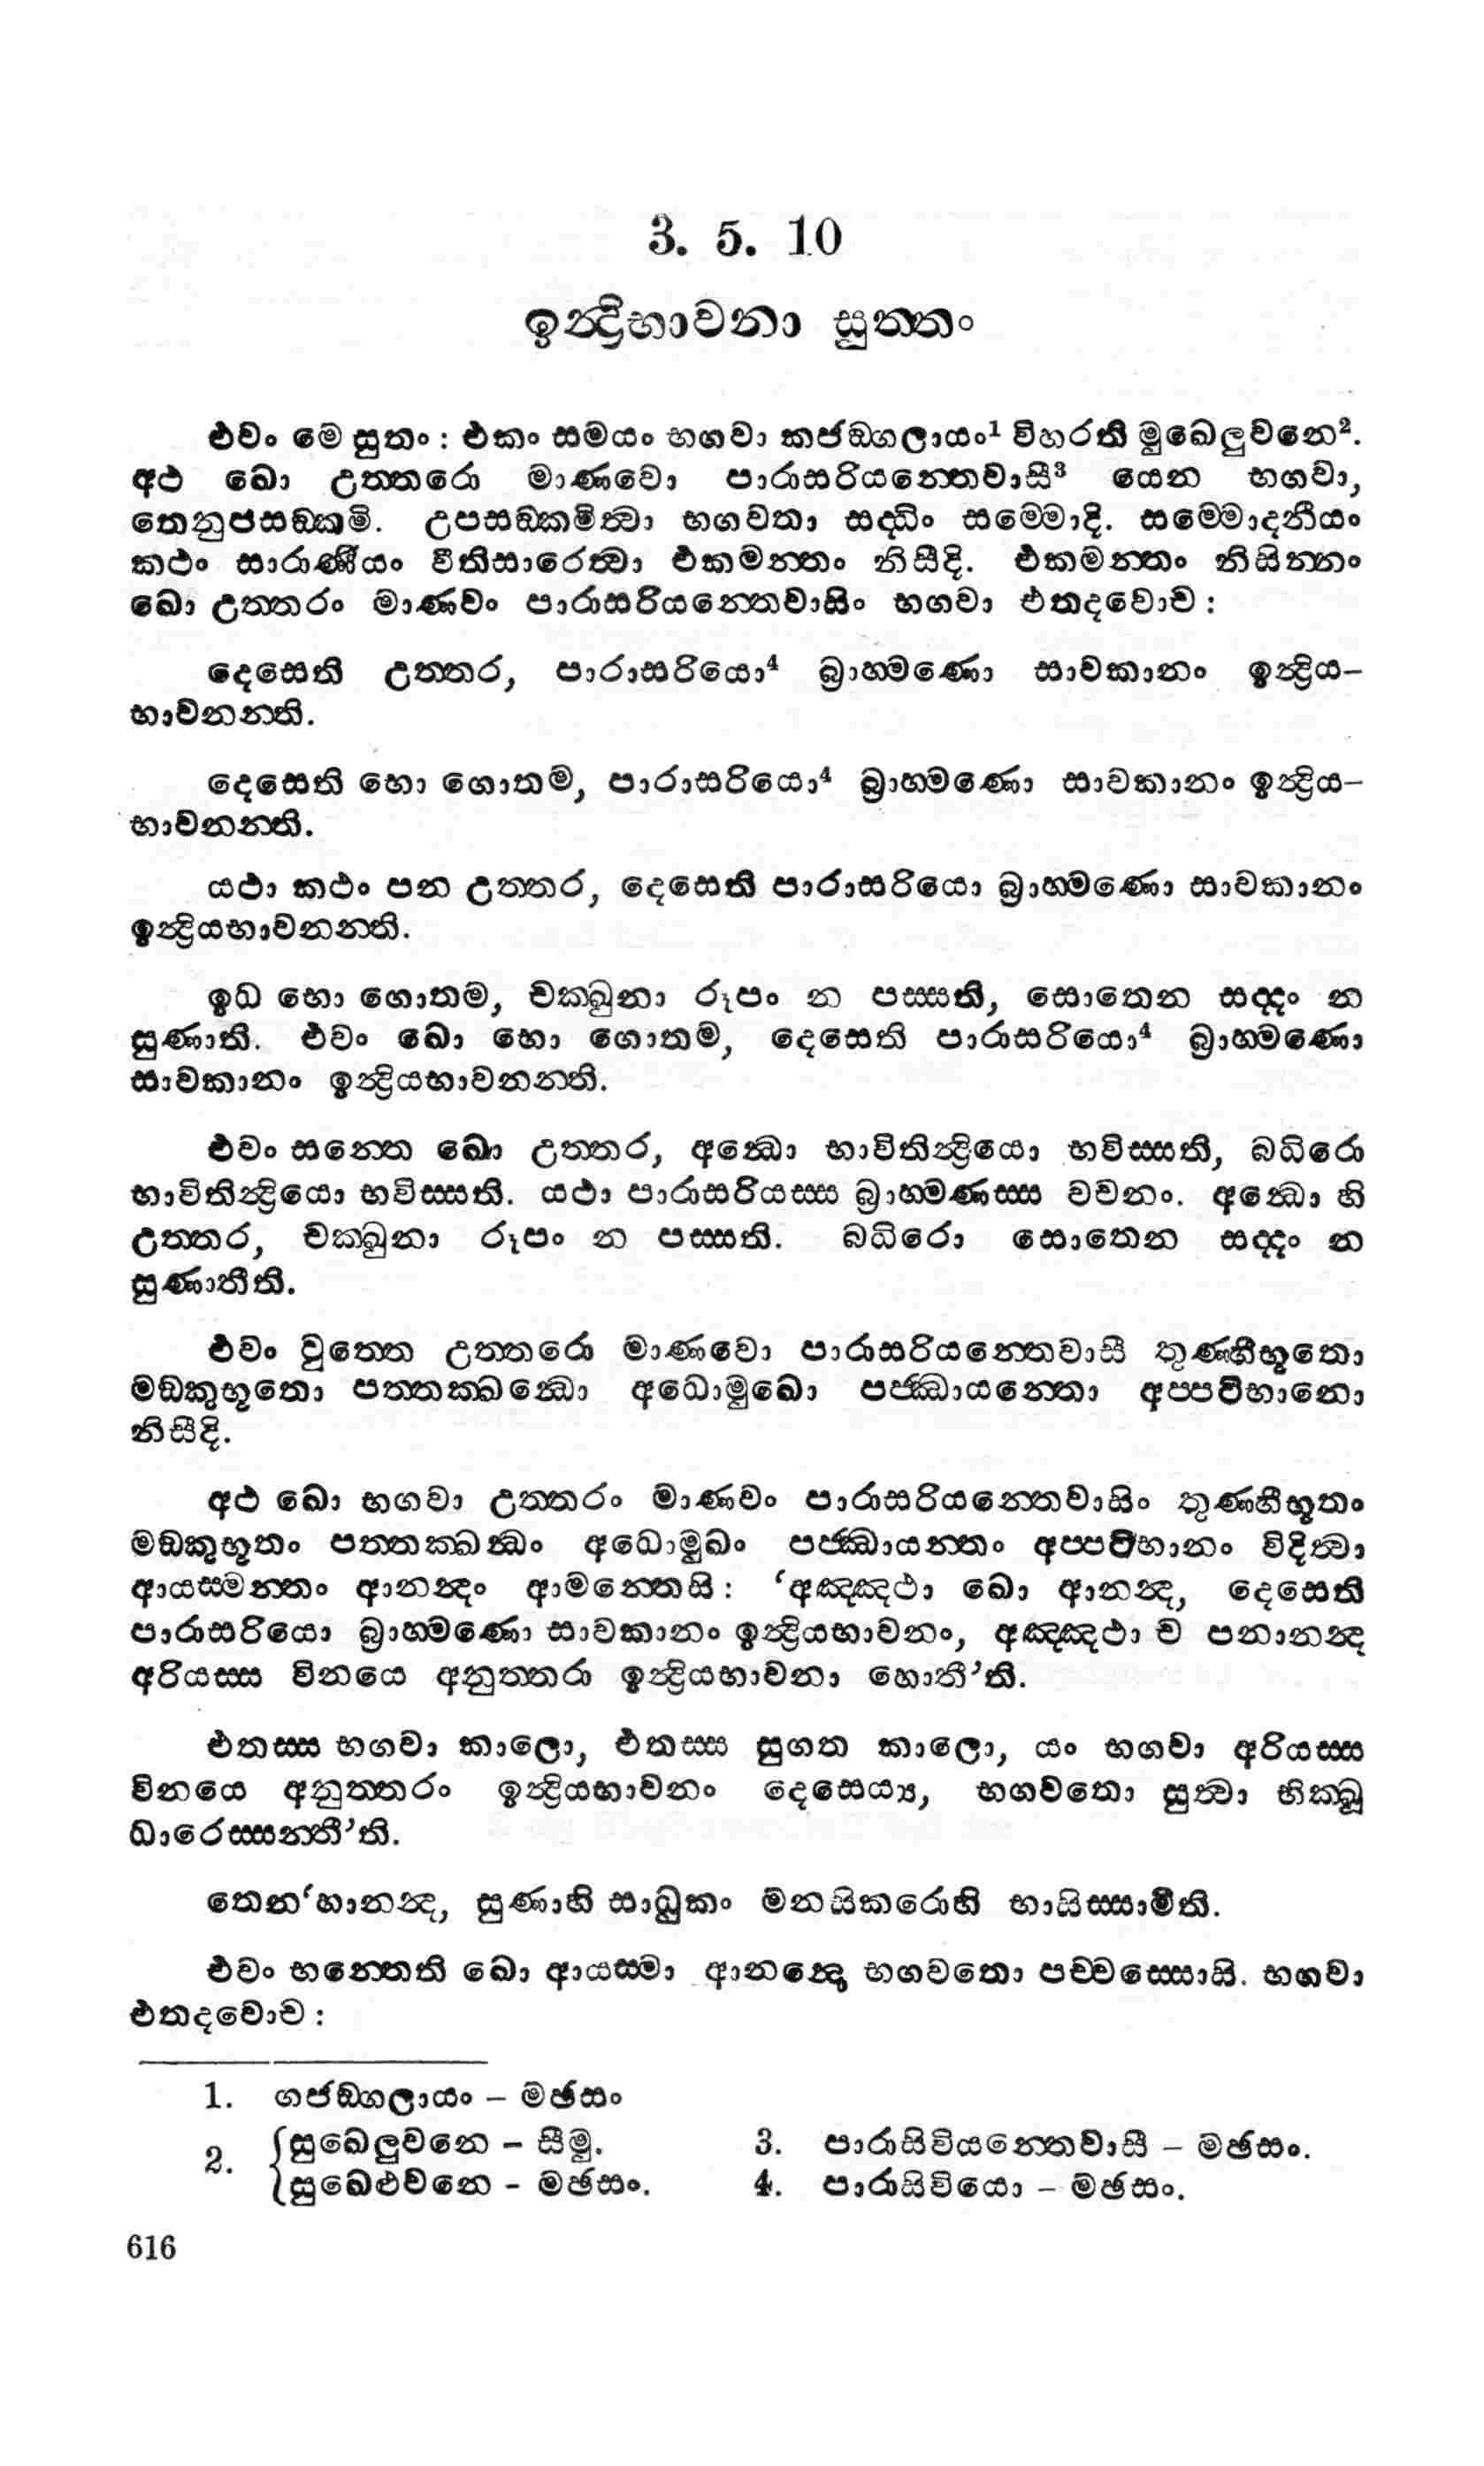 3. 5. 10
ඉන්ද්‍රිභාවනා සුත්තං
එවං මෙ සුතං : එකං සමයං භගවා කජඞ්ගලායං¹ විහරති මුඛෙලුවනෙ².
අථ ඛො උත්තරො මාණවො පාරාසරියන්තෙවාසී³ යෙන භගවා,
තෙනුපසඞ්කමි. උපසඞ්කමිත්වා භගවතා සද්ධිං සම්මොදි. සම්මොදනීයං
කථං සාරාණීයං වීතිසාරෙත්වා එකමන්තං නිසීදි. එකමන්තං නිසින්නං
ඛො උත්තරං මාණවං පාරාසරියන්තෙවාසිං භගවා එතදවොච :
දෙසෙති උත්තර, පාරාසරියො⁴ බ්‍රාහ්මණො සාවකානං ඉන්ද්‍රිය-
භාවනන්ති.
දෙසෙති භො ගොතම, පාරාසරියො⁴ බ්‍රාහ්මණො සාවකානං ඉන්ද්‍රිය-
භාවනන්ති.
යථා කථං පන උත්තර, දෙසෙති පාරාසරියො බ්‍රාහ්මණො සාවකානං
ඉන්ද්‍රියභාවනන්ති.
ඉධ භො ගොතම, චක්ඛුනා රූපං න පස්සති, සොතෙන සද්දං න
සුණාති. එවං ඛො භො ගොතම, දෙසෙති පාරාසරියො⁴ බ්‍රාහ්මණො
සාවකානං ඉන්ද්‍රියභාවනන්ති.
එවං සන්තෙ ඛො උත්තර, අන්ධො භාවිතින්ද්‍රියො භවිස්සති, බධිරො
භාවිතින්ද්‍රියො භවිස්සති. යථා පාරාසරියස්ස බ්‍රාහ්මණස්ස වචනං. අන්ධො හි
උත්තර, චක්ඛුනා රූපං න පස්සති. බධිරො සොතෙන සද්දං න
සුණාතීති.
එවං වුත්තෙ උත්තරො මාණවො පාරාසරියන්තෙවාසී තුණ්හීභූතො
මඞ්කුභූතො පත්තක්ඛන්ධො අධොමුඛො පජ්ඣායන්තො අප්පටිභානො
නිසීදි.
අථ ඛො භගවා උත්තරං මාණවං පාරාසරියන්තෙවාසිං තුණ්හීභූතං
මඞ්කුභූතං පත්තක්ඛන්ධං අධොමුඛං පජ්ඣායන්තං අප්පටිභානං විදිත්වා
ආයස්මන්තං ආනන්දං ආමන්තෙසි : ‘අඤ්ඤථා ඛො ආනන්ද, දෙසෙති
පාරාසරියො බ්‍රාහ්මණො සාවකානං ඉන්ද්‍රියභාවනං, අඤ්ඤථා ච පනානන්ද
අරියස්ස විනයෙ අනුත්තරා ඉන්ද්‍රියභාවනා හොතී’ති.
එතස්ස භගවා කාලො, එතස්ස සුගත කාලො, යං භගවා අරියස්ස
විනයෙ අනුත්තරං ඉන්ද්‍රියභාවනං දෙසෙය්‍ය, භගවතො සුත්වා භික්ඛූ
ධාරෙස්සන්තී’ති.
තෙන‘හානන්ද, සුණාහි සාධුකං මනසිකරොහි භාසිස්සාමීති.
එවං භන්තෙති ඛො ආයස්මා ආනන්දො භගවතො පච්චස්සොසි. භගවා
එතදවොච :
1. ගජඞ්ගලායං – මඡසං
2. සුඛෙලුවනෙ – සීමු.
සුඛෙළුවනෙ - මඡසං.
3. පාරාසිවියන්තෙවාසී – මඡසං.
4. පාරාසිවියො – මඡසං.
616